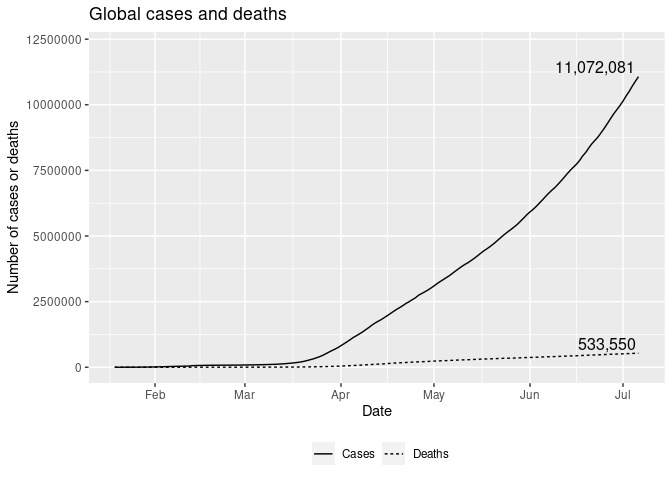 Global cases and deaths
12500000
11,072,081
10000000
7500000
Number of cases or deaths
5000000
2500000
533,550
0
Feb Mar Apr May Jun Jul
Date
Cases Deaths